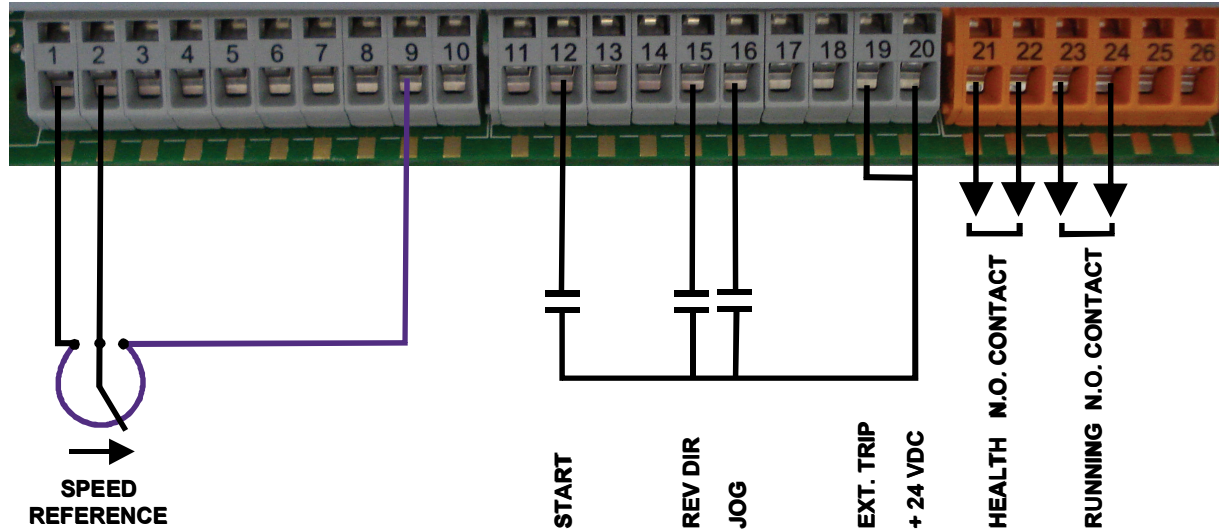 1 2 3 4 5 6 7 8 9 10 11 12 13 14 15 16 17 18 19 20 21 22 23 24 25 26
SPEED
REFERENCE
START
REV DIR
JOG
EXT. TRIP
+ 24 VDC
HEALTH N.O. CONTACT
RUNNING N.O. CONTACT